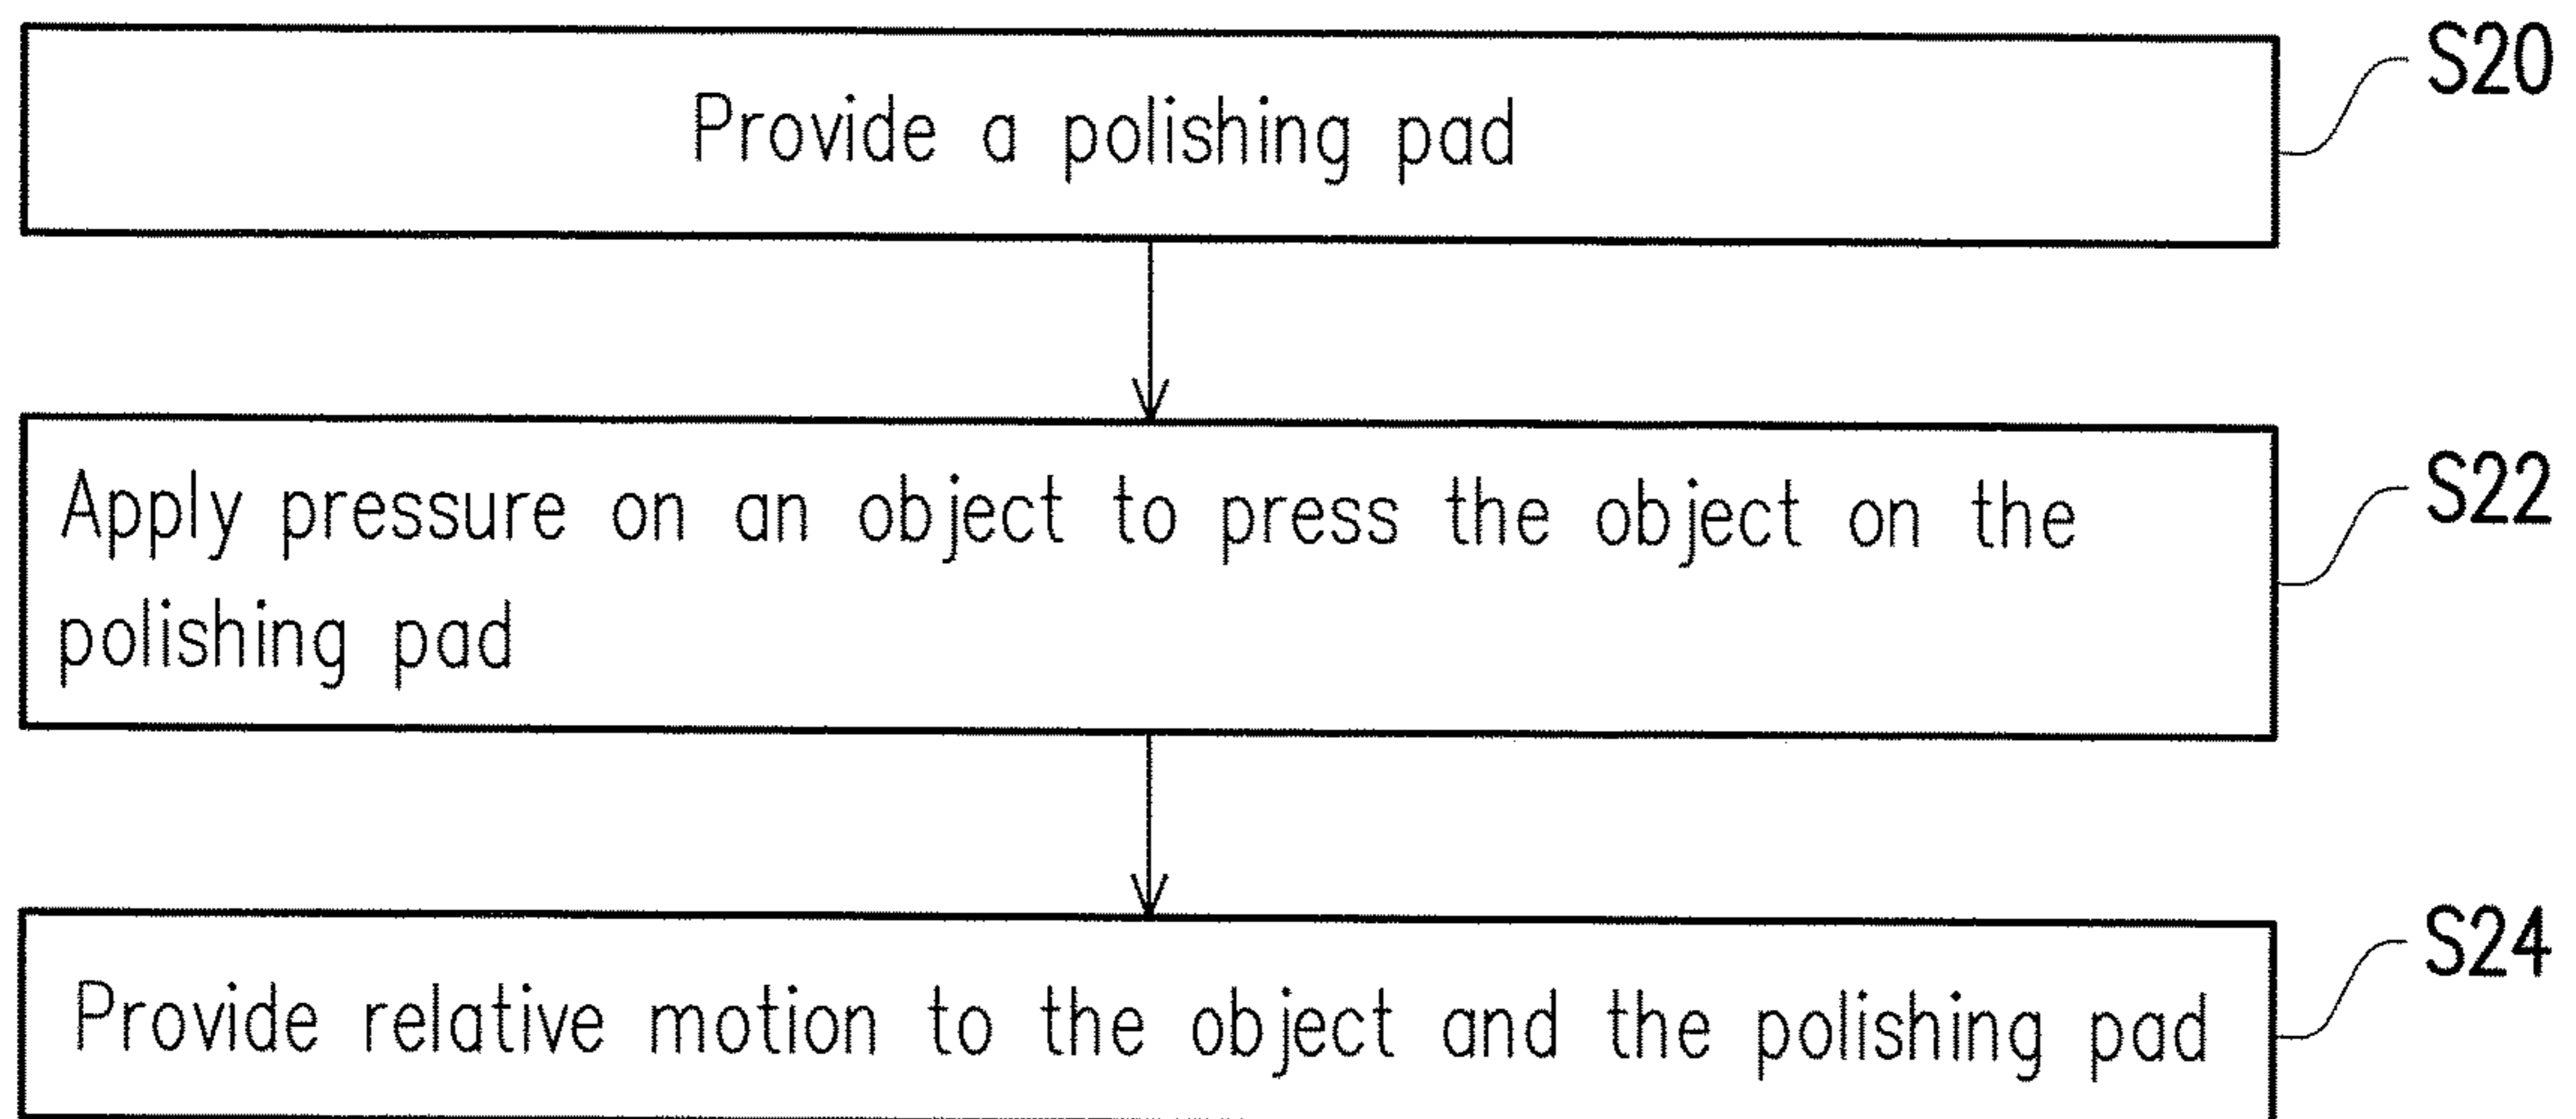 Provide a polishing pad
S20
Apply pressure on an object to press the object on the
polishing pad
S22
Provide relative motion to the object and the polishing pad
S24